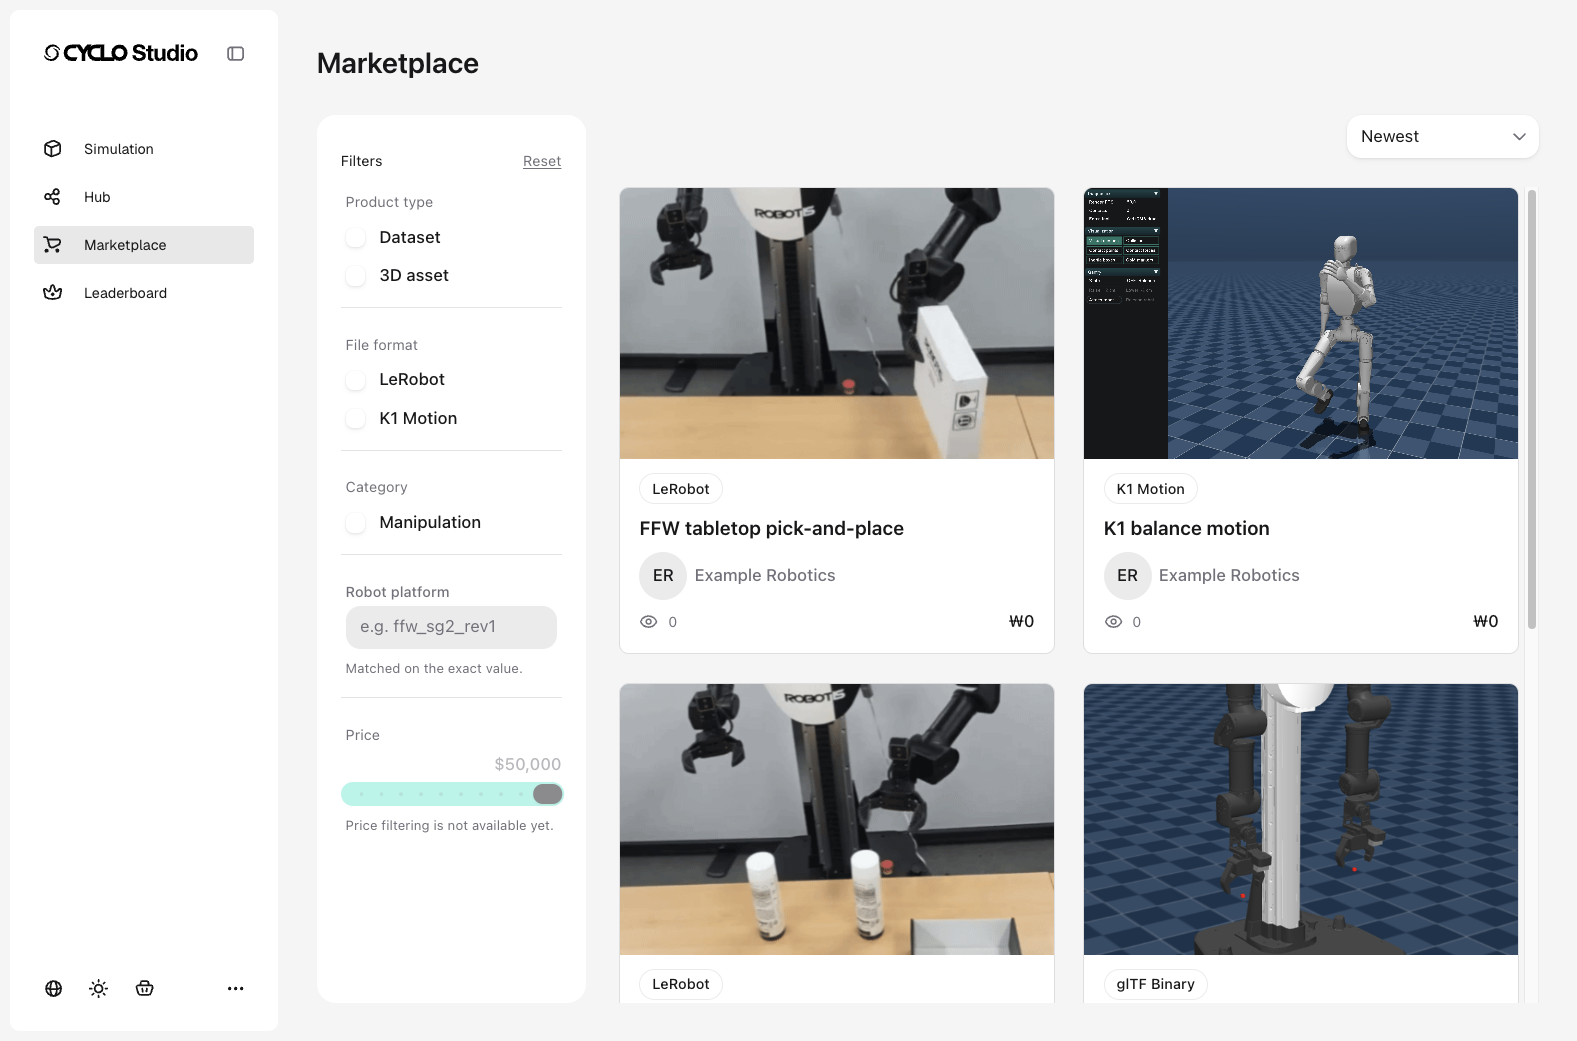 CYCLO Studio
Simulation
Hub
Marketplace
Leaderboard
Marketplace
Filters
Reset
Product type
Dataset
3D asset
File format
LeRobot
K1 Motion
Category
Manipulation
Robot platform
e.g. ffw_sg2_rev1
Matched on the exact value.
Price
$50,000
Price filtering is not available yet.
Newest
ROBOTIS
LeRobot
FFW tabletop pick-and-place
ER
Example Robotics
0
₩0
K1 Motion
K1 balance motion
ER
Example Robotics
0
₩0
ROBOTIS
LeRobot
glTF Binary